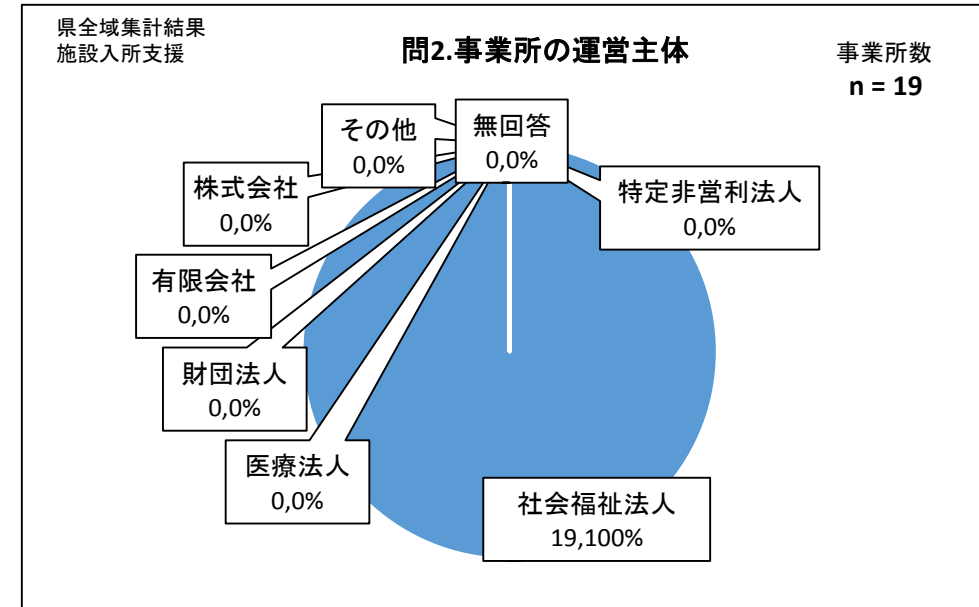 県全域集計結果
施設入所支援
問2.事業所の運営主体
事業所数
n = 19
無回答
0,0%
その他
0,0%
株式会社
0,0%
特定非営利法人
0,0%
有限会社
0,0%
財団法人
0,0%
医療法人
0,0%
社会福祉法人
19,100%